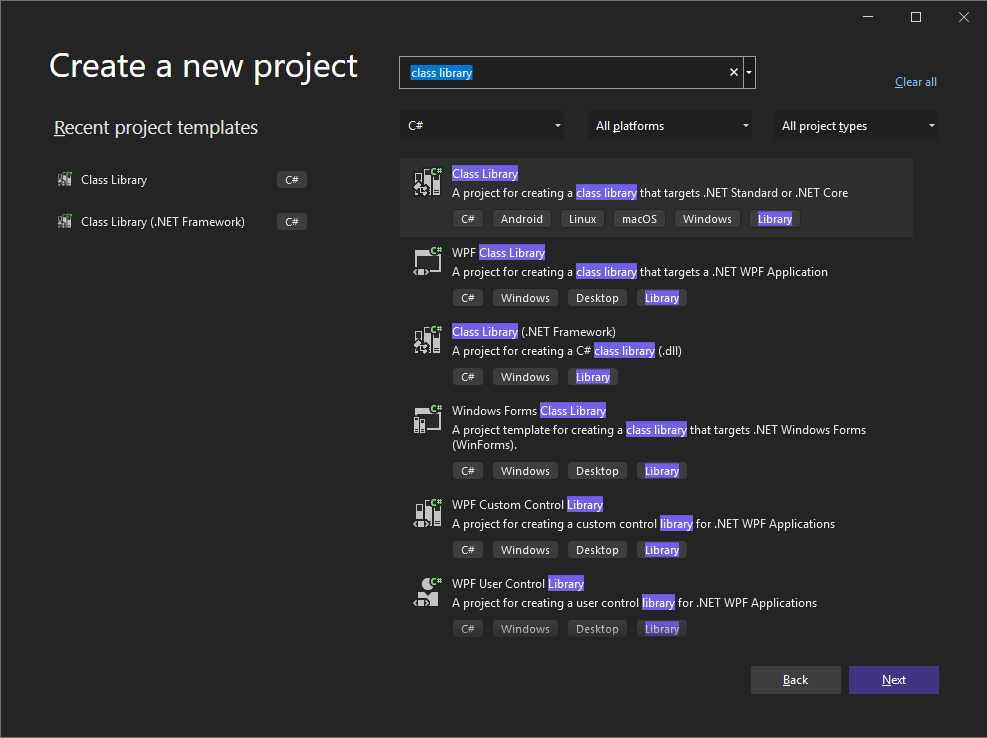 Create a new project
class library
Clear all
Recent project templates
C#
All platforms
All project types
Class Library
C#
Class Library (.NET Framework)
C#
C#
Class Library
A project for creating a class library that targets .NET Standard or .NET Core
C# Android Linux macOS Windows Library
C#
WPF Class Library
A project for creating a class library that targets a .NET WPF Application
C# Windows Desktop Library
C#
Class Library (.NET Framework)
A project for creating a C# class library (.dll)
C# Windows Library
C#
Windows Forms Class Library
A project template for creating a class library that targets .NET Windows Forms
(WinForms).
C# Windows Desktop Library
C#
WPF Custom Control Library
A project for creating a custom control library for .NET WPF Applications
C# Windows Desktop Library
C#
WPF User Control Library
A project for creating a user control library for .NET WPF Applications
C# Windows Desktop Library
Back
Next